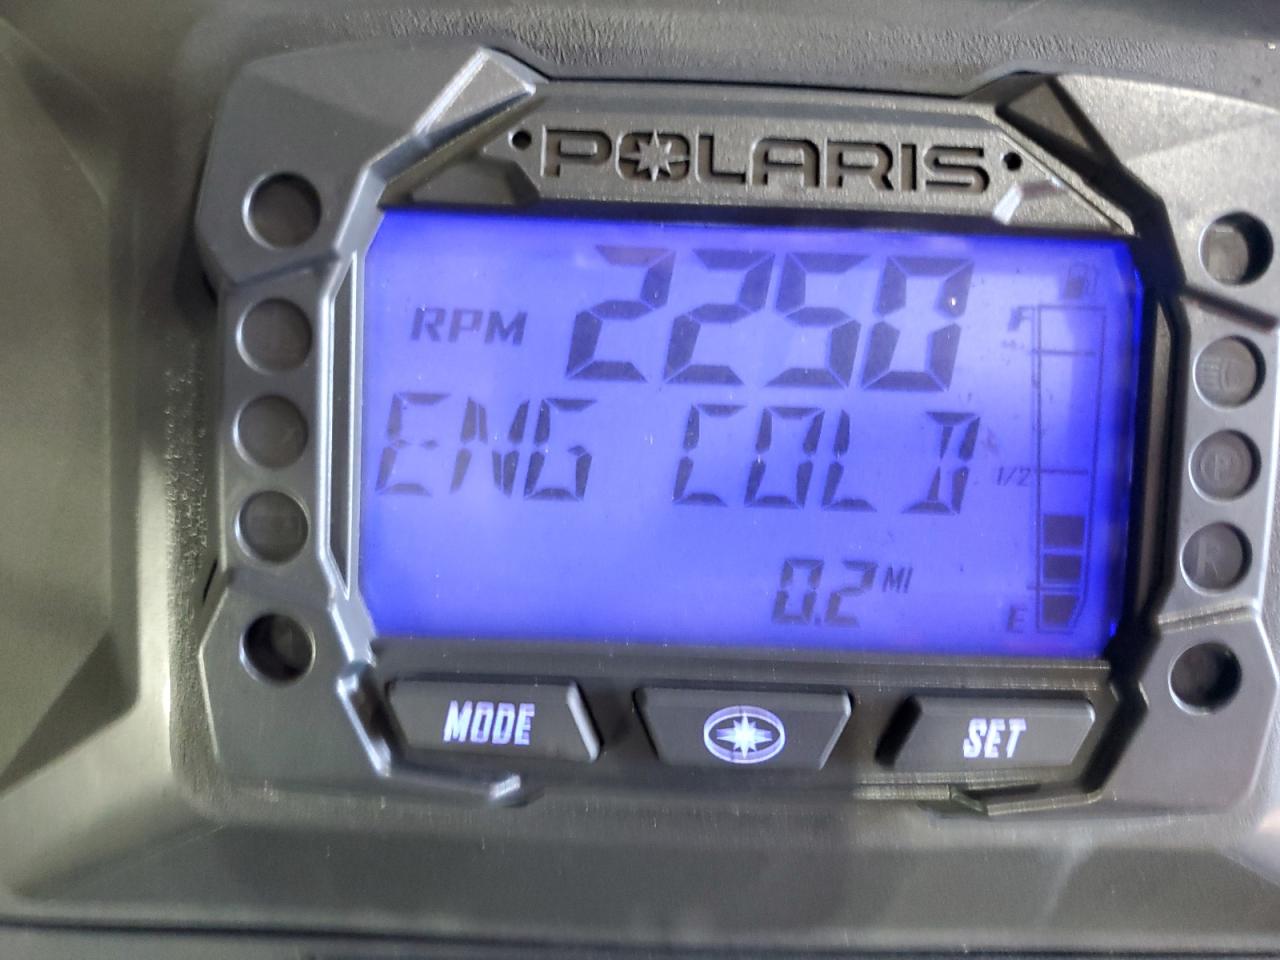 POLARIS
RPM 2250
F
ENG COLD
1/2
0.2 MI
E
R
MODE
SET